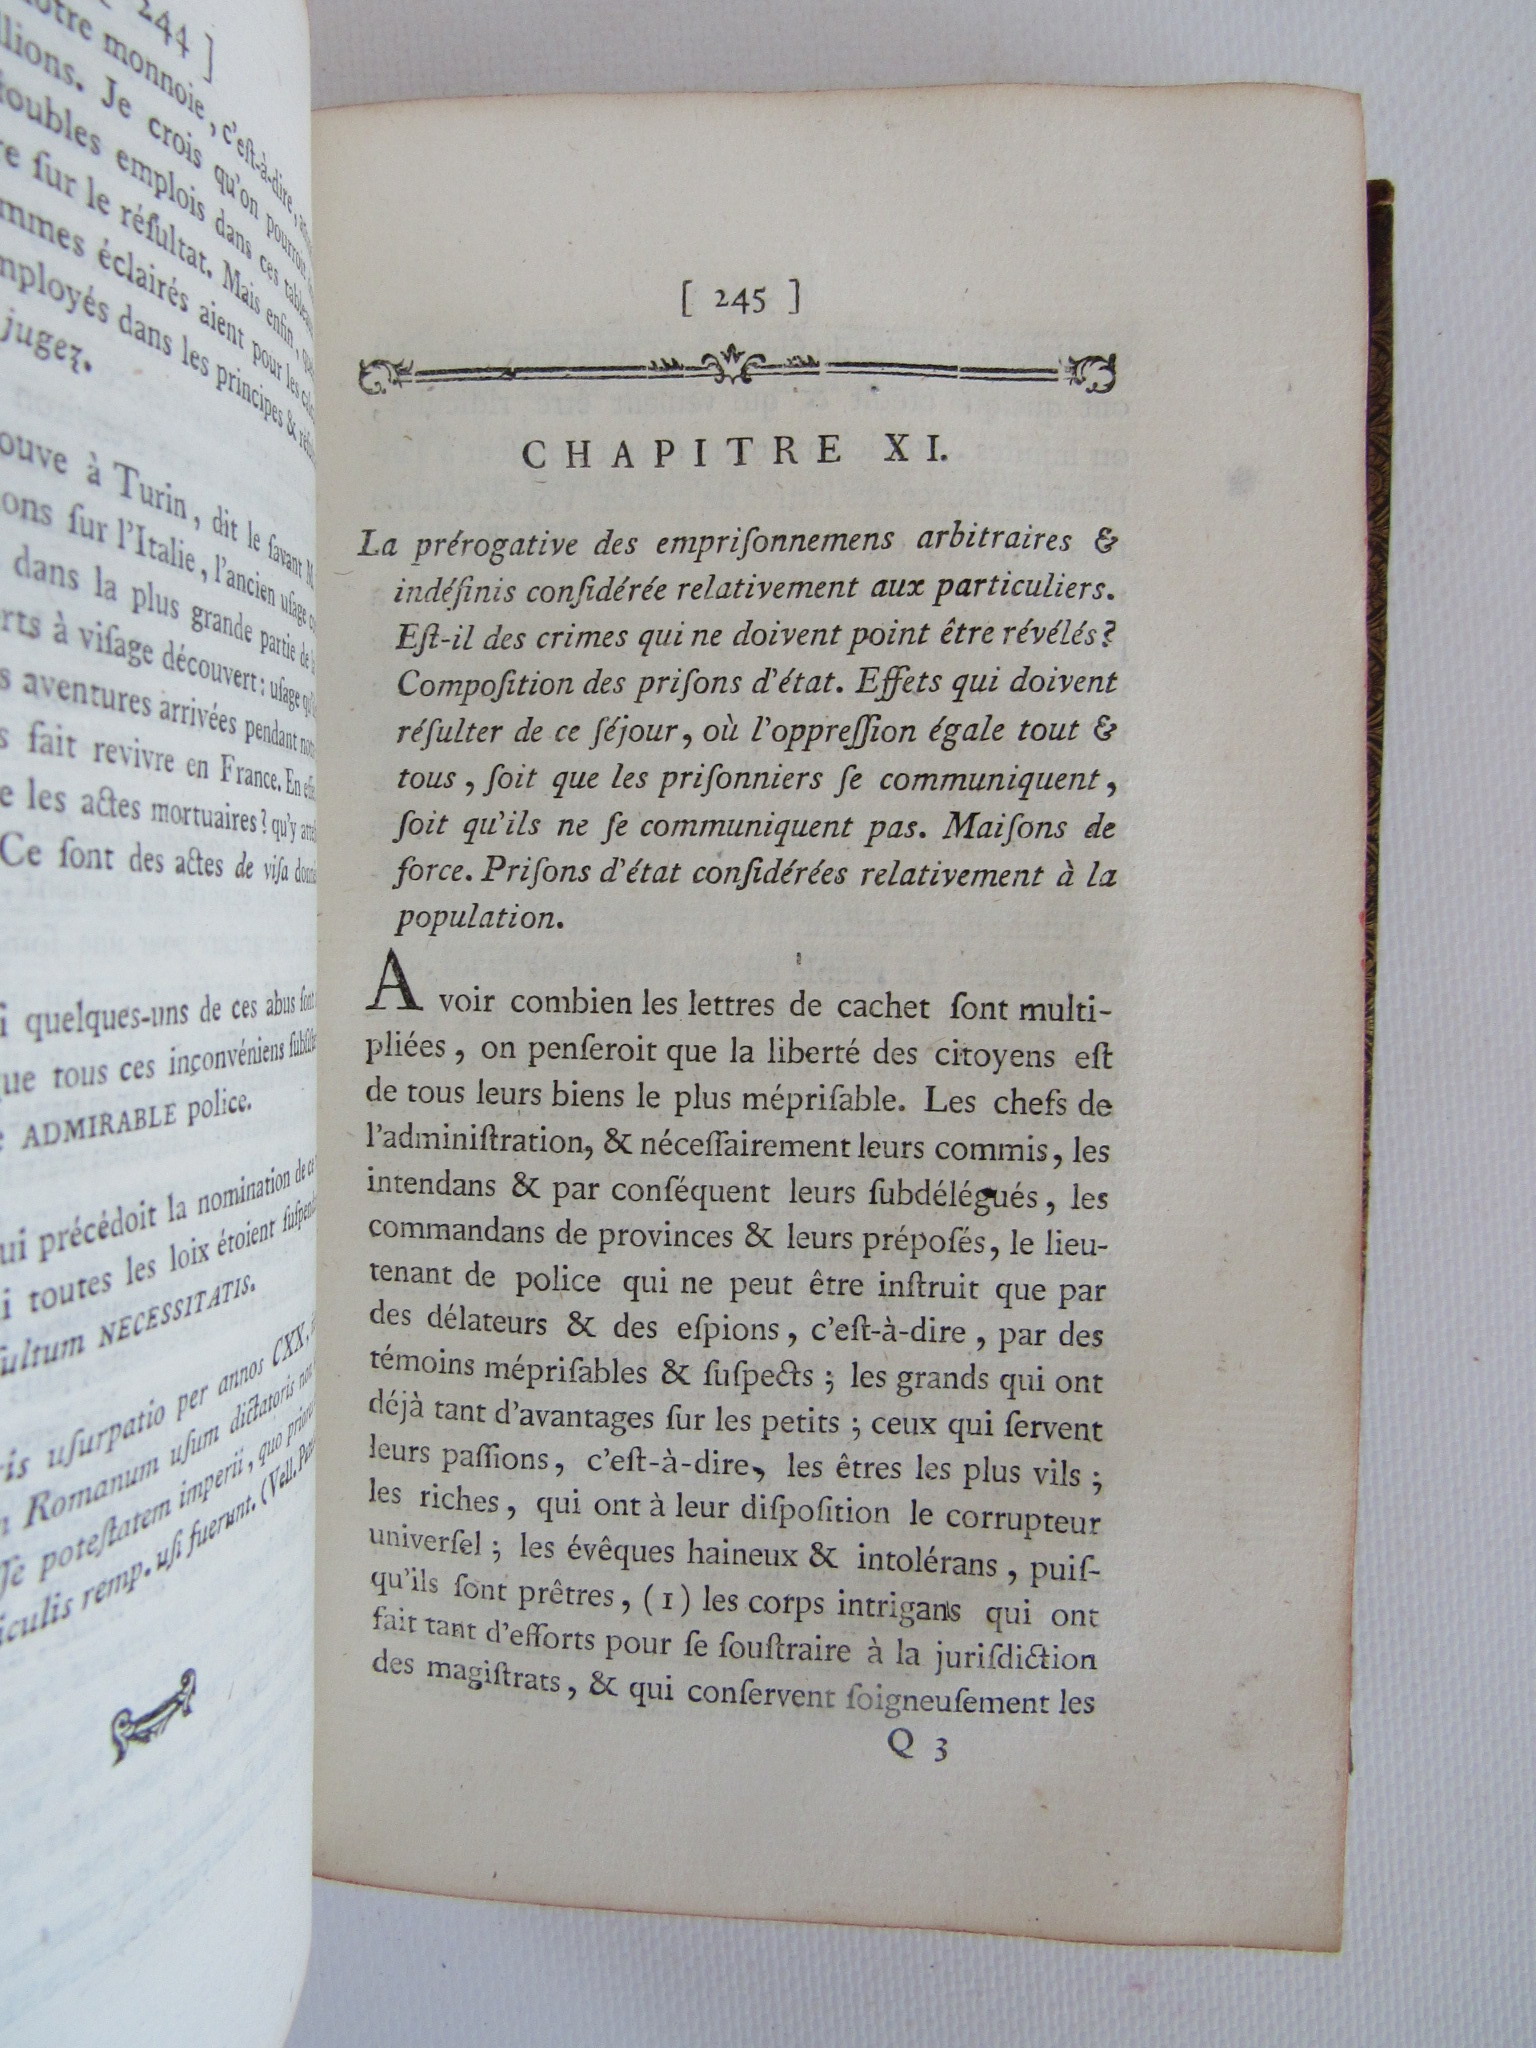 244 ]
otre monnoie, c'eſt-à-dire,
llions. Je crois qu'on pourroit
doubles emplois dans ces
re ſur le réſultat. Mais enfin,
mmes éclairés aient pour les
mployés dans les principes &
jugez.
ouve à Turin, dit le ſavant M
ons ſur l'Italie, l'ancien uſage
dans la plus grande partie de
rts à viſage découvert : uſage
s aventures arrivées pendant
s fait revivre en France. En
e les actes mortuaires ? qu'y
Ce ſont des actes de viſa
i quelques-uns de ces abus ſont
que tous ces inconvéniens
e ADMIRABLE police.
ui précédoit la nomination de
i toutes les loix étoient
ſultum NECESSITATIS.
ris uſurpatio per annos CXX.
n Romanum uſum dictatoris
ſſe poteſtatem imperii, quo
iculis remp. uſi fuerunt. (Vell.
[ 245 ]
CHAPITRE XI.
La prérogative des empriſonnemens arbitraires &
indéfinis conſidérée relativement aux particuliers.
Eſt-il des crimes qui ne doivent point être révélés ?
Compoſition des priſons d'état. Effets qui doivent
réſulter de ce ſéjour, où l'oppreſſion égale tout &
tous, ſoit que les priſonniers ſe communiquent,
ſoit qu'ils ne ſe communiquent pas. Maiſons de
force. Priſons d'état conſidérées relativement à la
population.
A voir combien les lettres de cachet ſont multi-
pliées, on penſeroit que la liberté des citoyens eſt
de tous leurs biens le plus mépriſable. Les chefs de
l'adminiſtration, & néceſſairement leurs commis, les
intendans & par conſéquent leurs ſubdélégués, les
commandans de provinces & leurs prépoſés, le lieu-
tenant de police qui ne peut être inſtruit que par
des délateurs & des eſpions, c'eſt-à-dire, par des
témoins mépriſables & ſuſpects ; les grands qui ont
déjà tant d'avantages ſur les petits ; ceux qui ſervent
leurs paſſions, c'eſt-à-dire, les êtres les plus vils ;
les riches, qui ont à leur diſpoſition le corrupteur
univerſel ; les évêques haineux & intolérans, puiſ-
qu'ils ſont prêtres, (1) les corps intrigans qui ont
fait tant d'efforts pour ſe ſouſtraire à la juriſdiction
des magiſtrats, & qui conſervent ſoigneuſement les
Q 3